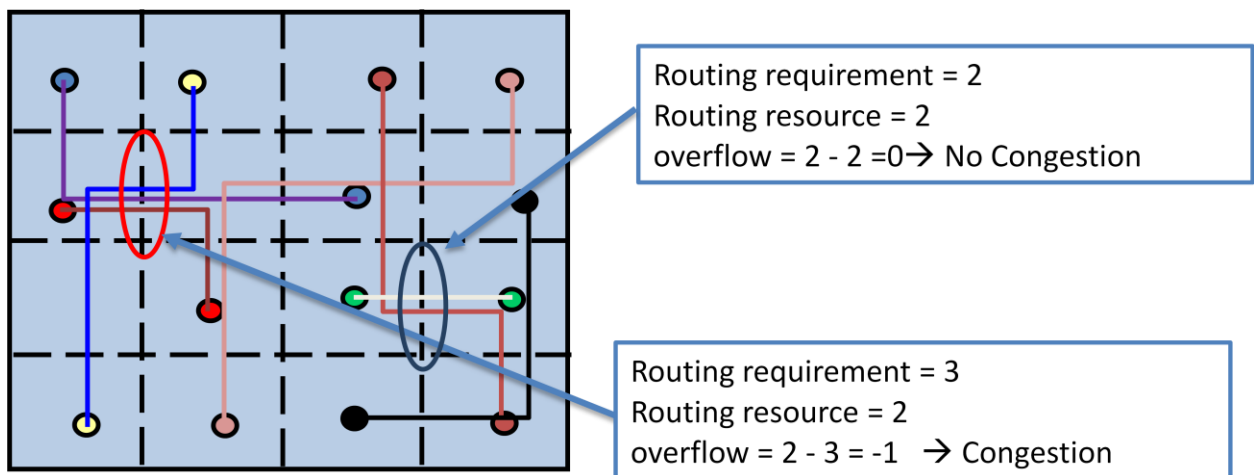 Routing requirement = 2
Routing resource = 2
overflow = 2 - 2 =0→ No Congestion
Routing requirement = 3
Routing resource = 2
overflow = 2 - 3 = -1 → Congestion